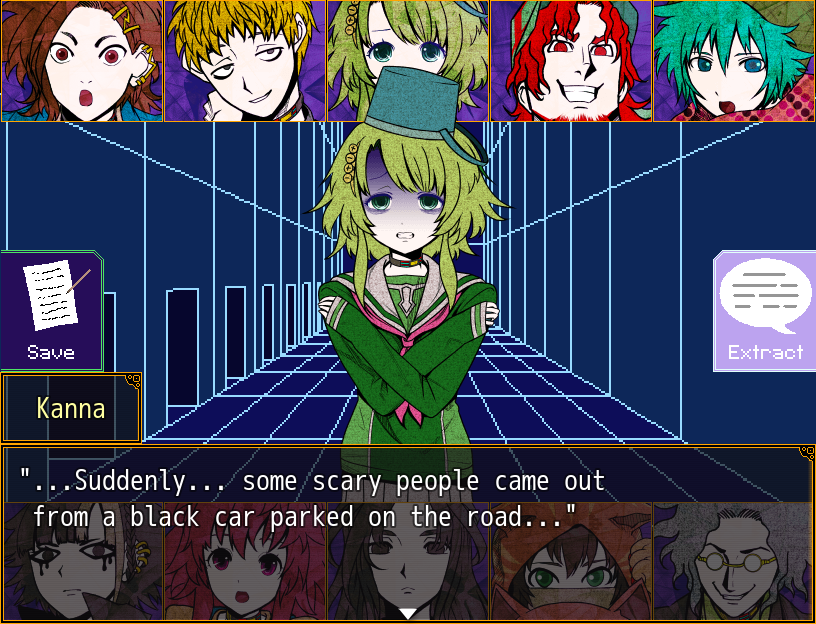 Save
Extract
Kanna
"...Suddenly... some scary people came out
from a black car parked on the road..."